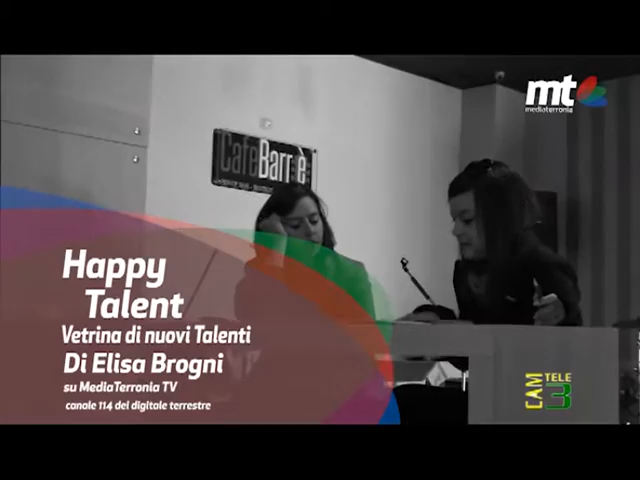 mt
mediaterronia
CafeBarrìe!
Happy
Talent
Vetrina di nuovi Talenti
Di Elisa Brogni
su MediaTerronia TV
canale 114 del digitale terrestre
CAM
TELE
3